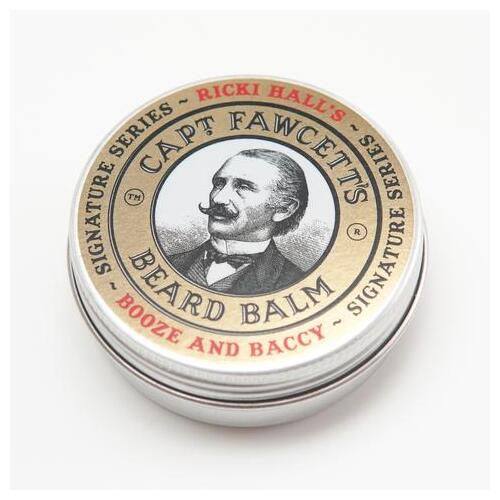 ~ RICKI HALL'S ~
SIGNATURE SERIES
CAPT. FAWCETT'S
TM
®
BEARD BALM
SIGNATURE SERIES
~ BOOZE AND BACCY ~